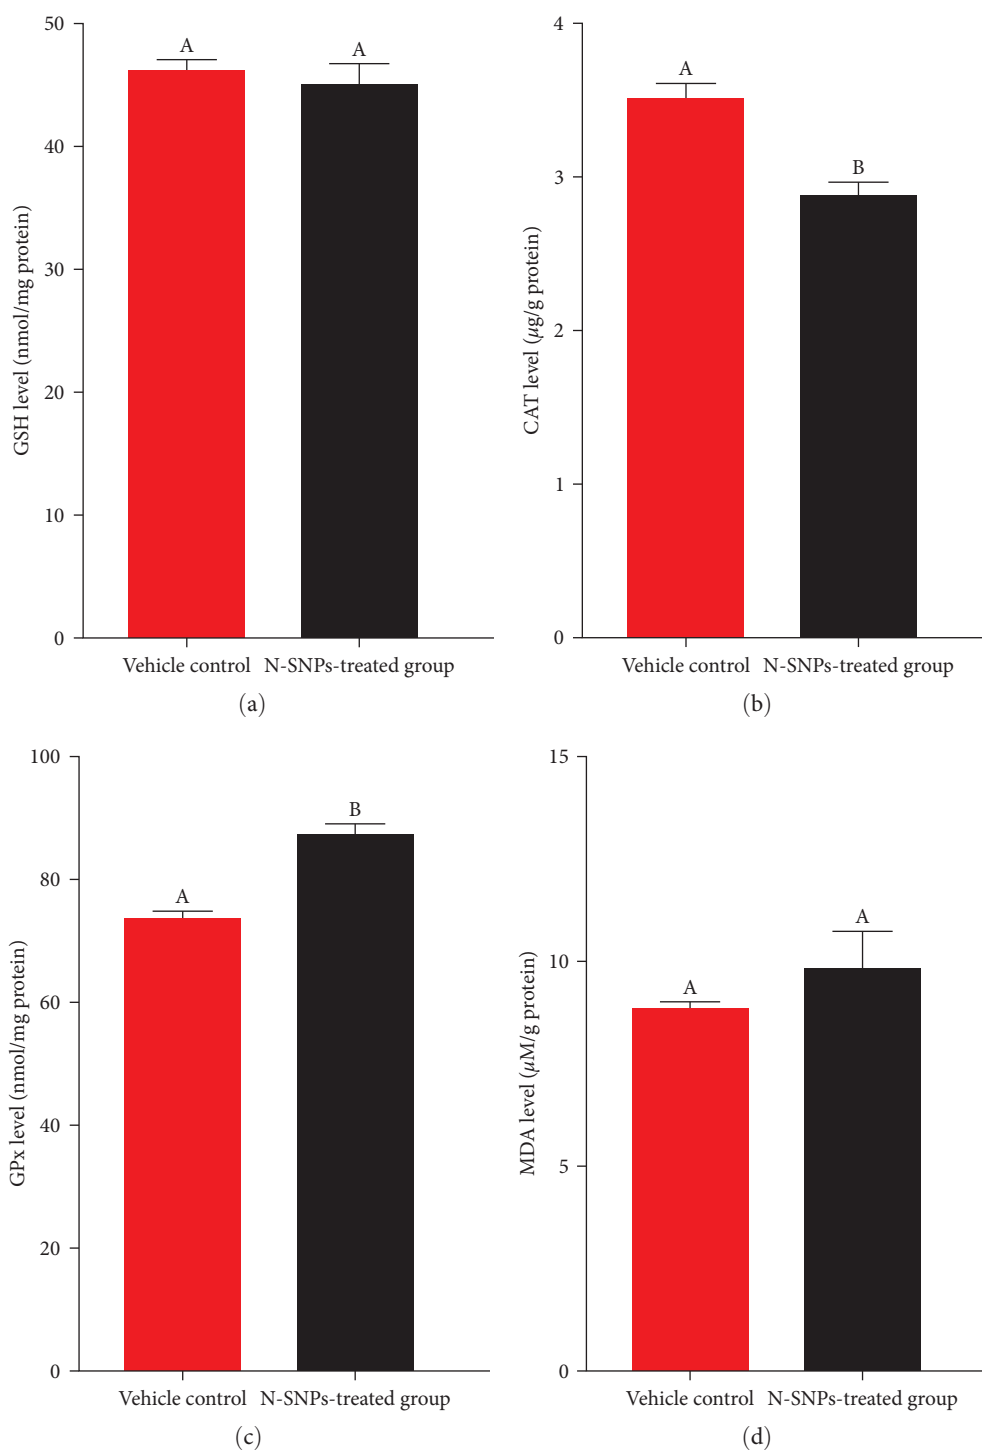 50
40
30
20
10
0
GSH level (nmol/mg protein)
A
A
Vehicle control
N-SNPs-treated group
(a)
4
3
2
1
0
CAT level (µg/g protein)
A
B
Vehicle control
N-SNPs-treated group
(b)
100
80
60
40
20
0
GPx level (nmol/mg protein)
A
B
Vehicle control
N-SNPs-treated group
(c)
15
10
5
0
MDA level (µM/g protein)
A
A
Vehicle control
N-SNPs-treated group
(d)